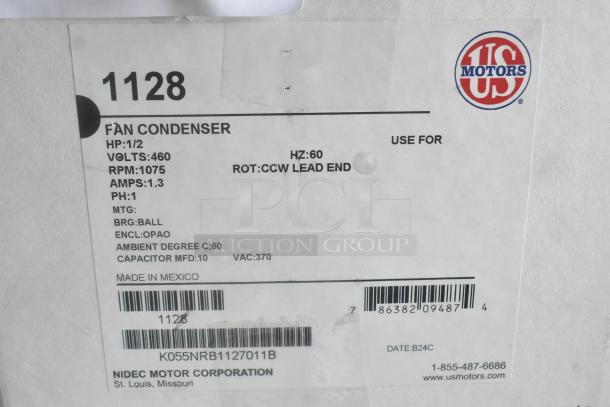 1128
US
MOTORS
FAN CONDENSER
HP:1/2
VOLTS:460
HZ:60
USE FOR
RPM:1075
ROT:CCW LEAD END
AMPS:1.3
PH:1
MTG:
BRG:BALL
ENCL:OPAO
AMBIENT DEGREE C:60
CAPACITOR MFD:10
VAC:370
PCi
AUCTION GROUP
MADE IN MEXICO
1128
7 86382 09487 4
K055NRB1127011B
DATE:B24C
NIDEC MOTOR CORPORATION
St. Louis, Missouri
1-855-487-6686
www.usmotors.com